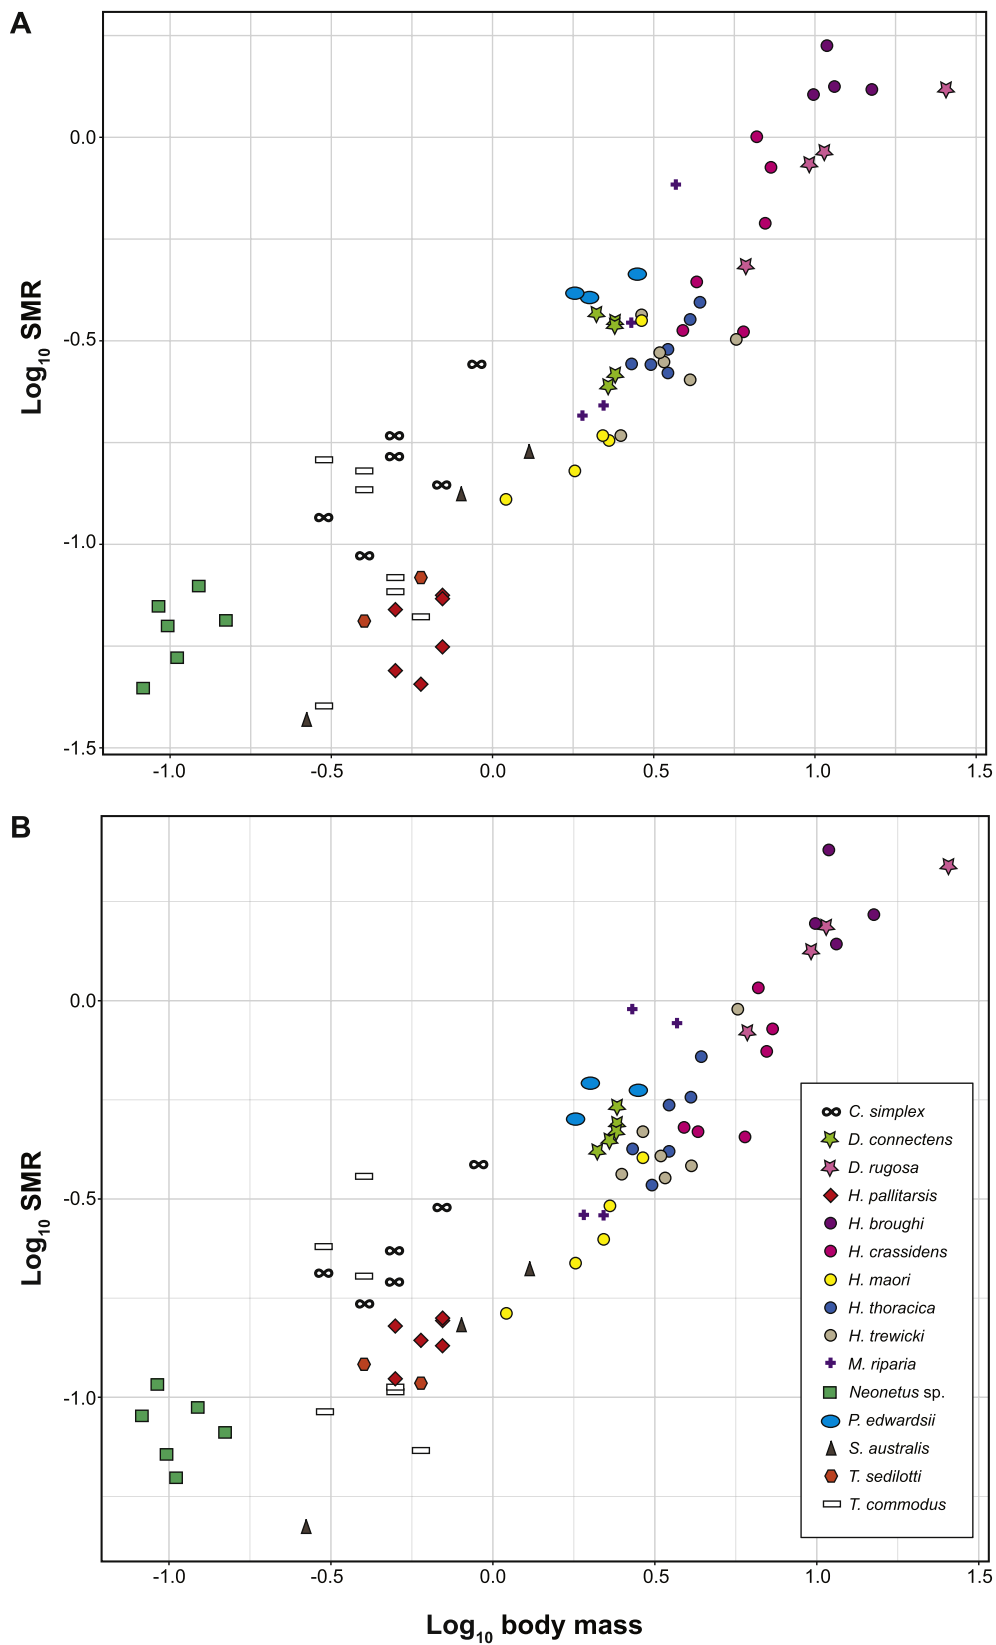 A
0.0
-0.5
-1.0
-1.5
Log10 SMR
-1.0 -0.5 0.0 0.5 1.0 1.5
B
0.0
-0.5
-1.0
Log10 SMR
C. simplex
D. connectens
D. rugosa
H. pallitarsis
H. broughi
H. crassidens
H. maori
H. thoracica
H. trewicki
M. riparia
Neonetus sp.
P. edwardsii
S. australis
T. sedilotti
T. commodus
-1.0 -0.5 0.0 0.5 1.0 1.5
Log10 body mass